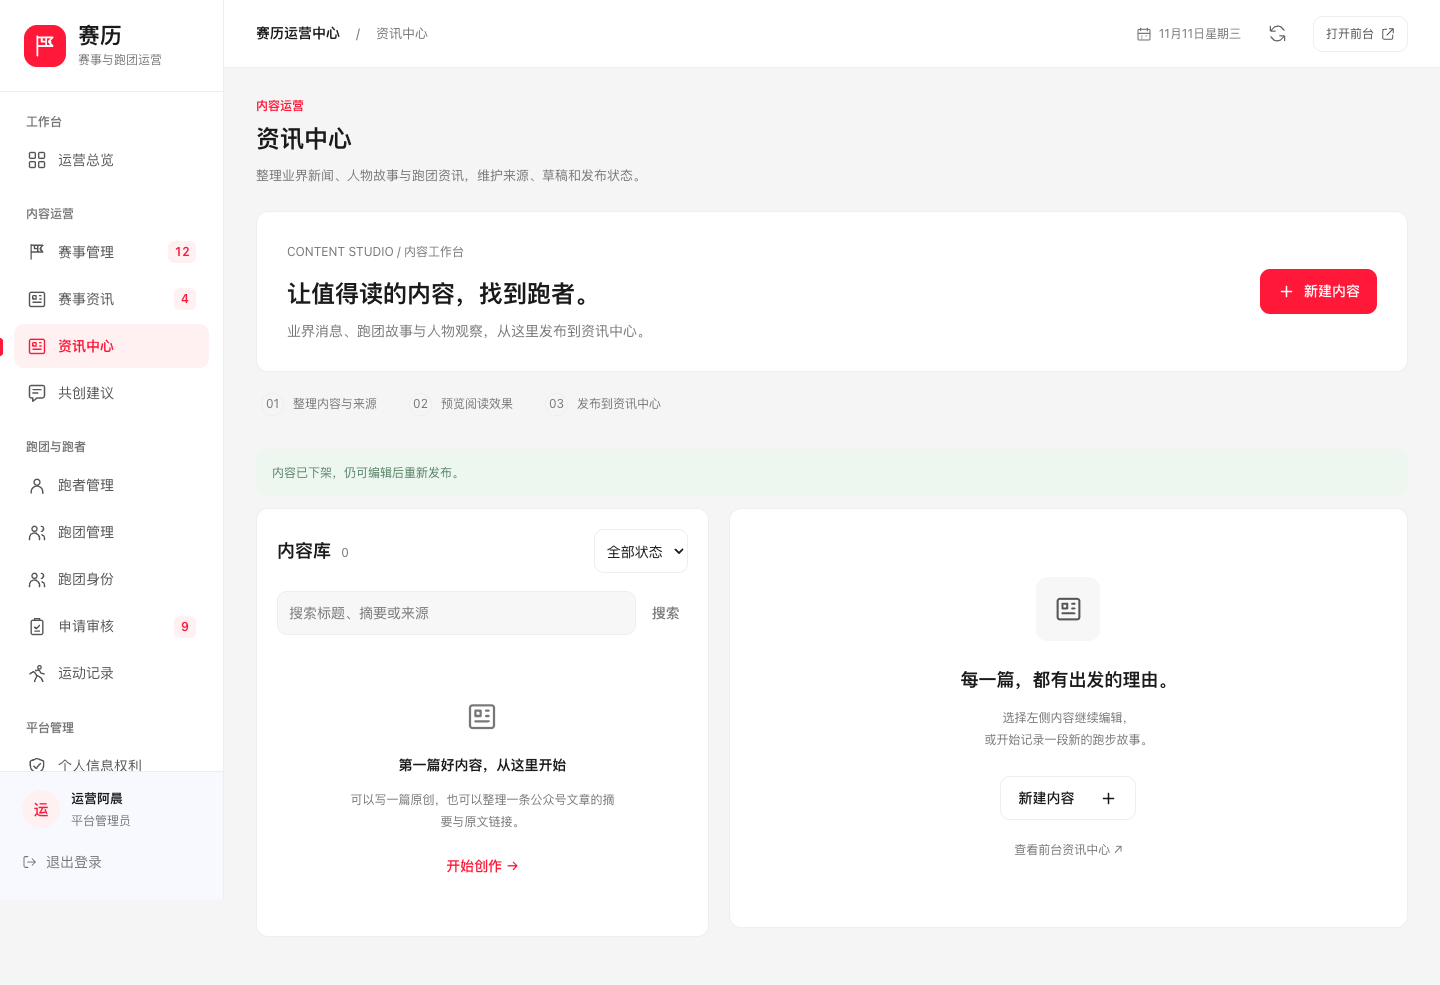 赛历
赛事与跑团运营
工作台
运营总览
内容运营
赛事管理 12
赛事资讯 4
资讯中心
共创建议
跑团与跑者
跑者管理
跑团管理
跑团身份
申请审核 9
运动记录
平台管理
个人信息权利
运 运营阿晨
平台管理员
退出登录
赛历运营中心 / 资讯中心
11月11日星期三
打开前台
内容运营
资讯中心
整理业界新闻、人物故事与跑团资讯，维护来源、草稿和发布状态。
CONTENT STUDIO / 内容工作台
让值得读的内容，找到跑者。
业界消息、跑团故事与人物观察，从这里发布到资讯中心。
+ 新建内容
01 整理内容与来源 02 预览阅读效果 03 发布到资讯中心
内容已下架，仍可编辑后重新发布。
内容库 0
全部状态
搜索标题、摘要或来源
搜索
第一篇好内容，从这里开始
可以写一篇原创，也可以整理一条公众号文章的摘
要与原文链接。
开始创作 →
每一篇，都有出发的理由。
选择左侧内容继续编辑，
或开始记录一段新的跑步故事。
新建内容 +
查看前台资讯中心 ↗